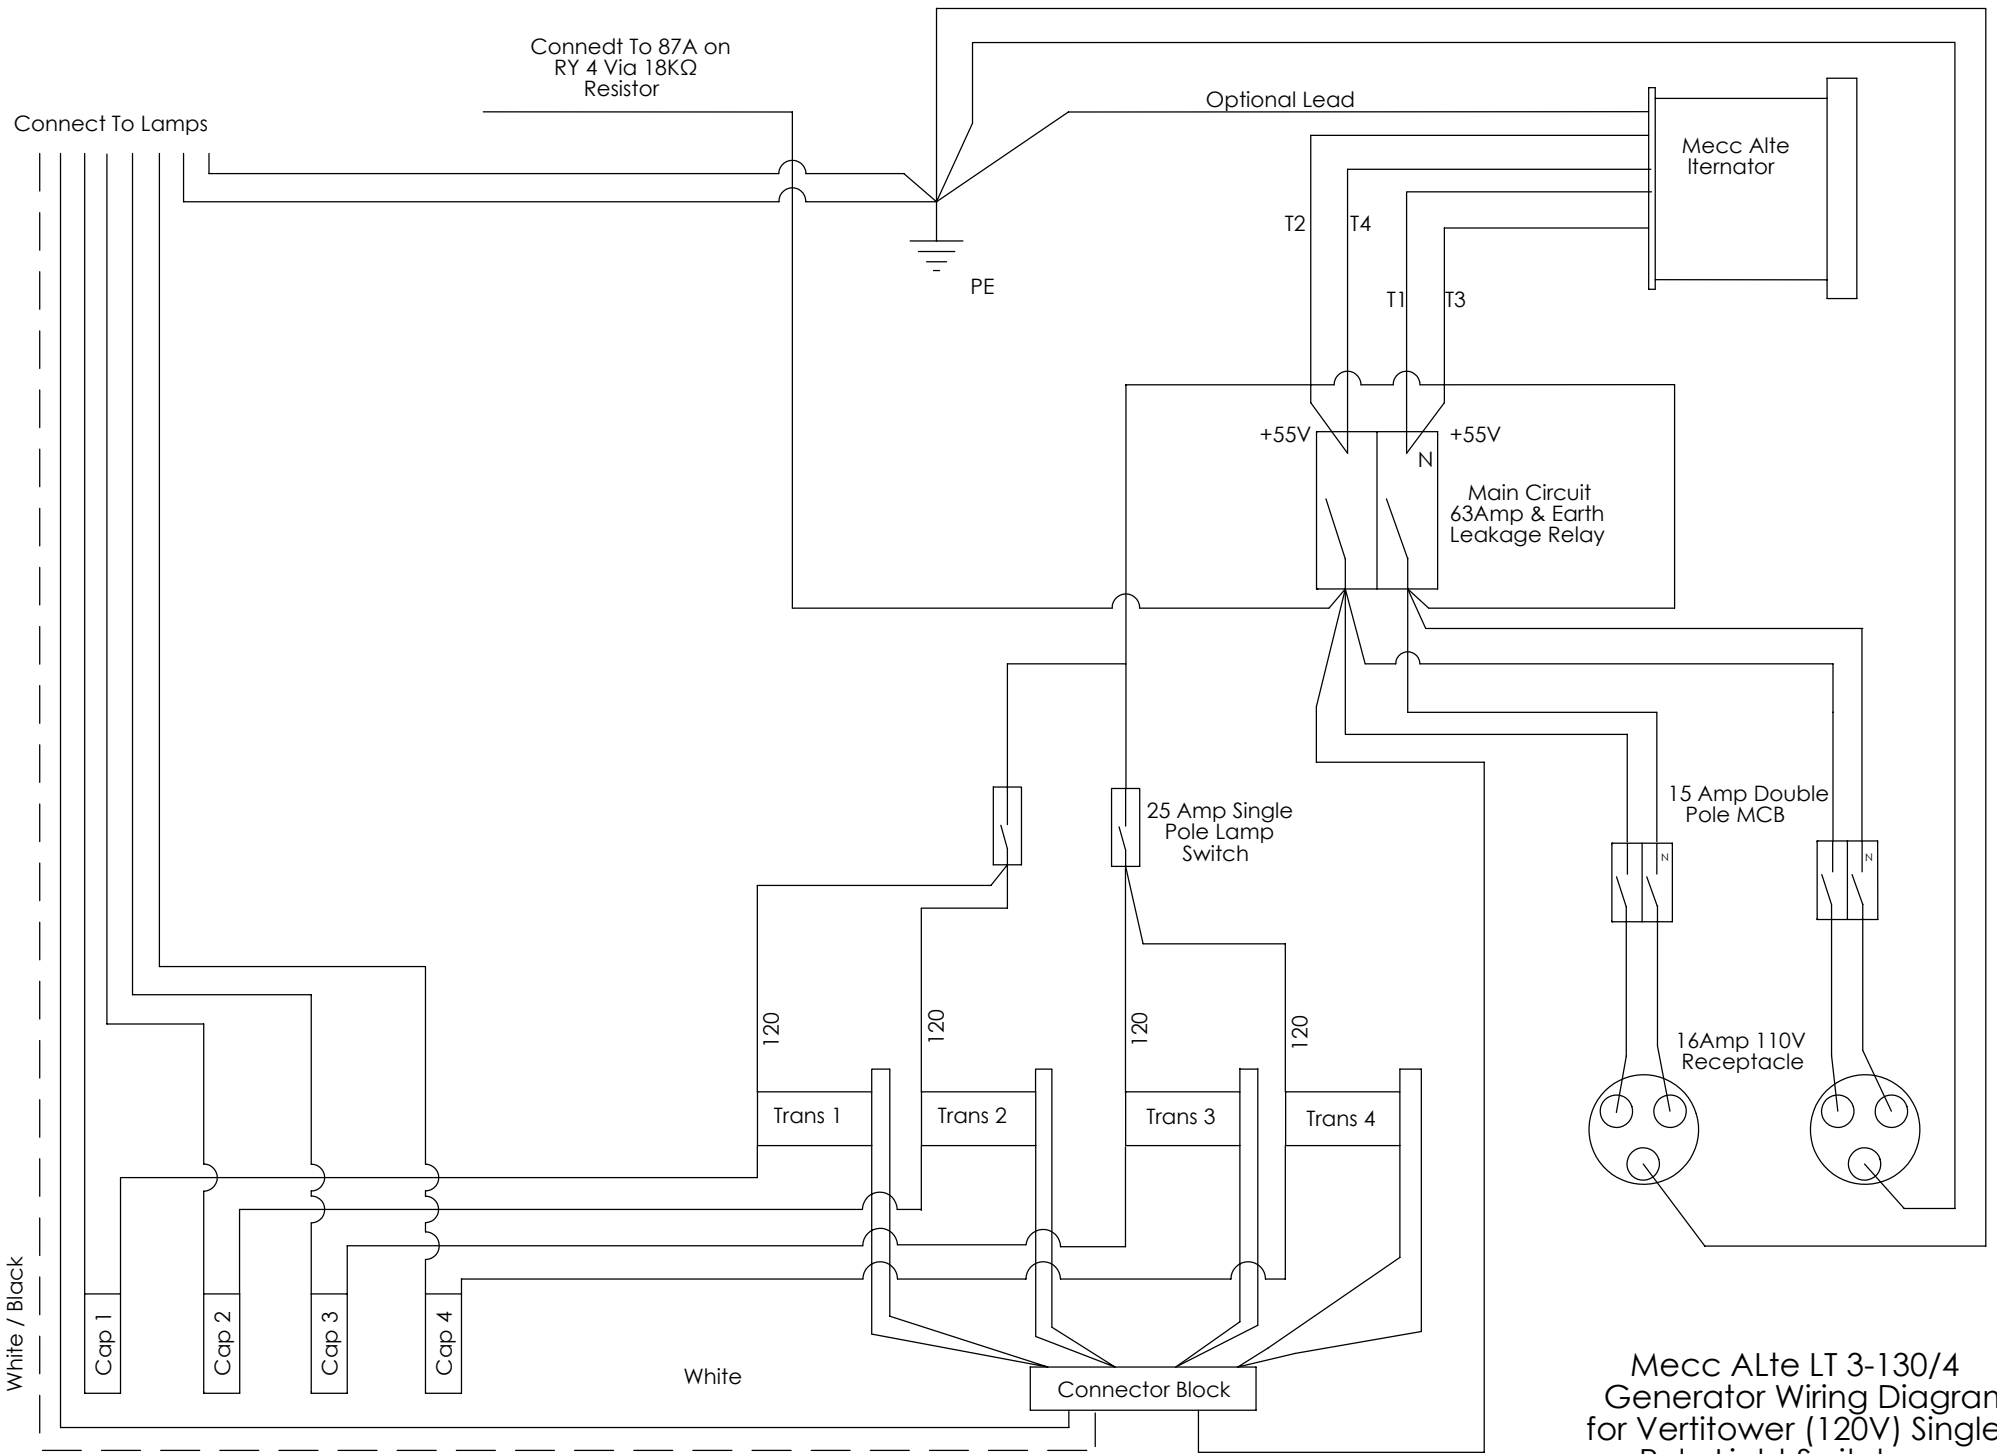 Connedt To 87A on
RY 4 Via 18KΩ
Resistor
Connect To Lamps
Optional Lead
Mecc Alte
lternator
T2
T4
PE
T1
T3
+55V
+55V
N
Main Circuit
63Amp & Earth
Leakage Relay
25 Amp Single
Pole Lamp
Switch
15 Amp Double
Pole MCB
N
N
120
120
120
120
16Amp 110V
Receptacle
Trans 1
Trans 2
Trans 3
Trans 4
White / Black
Cap 1
Cap 2
Cap 3
Cap 4
White
Connector Block
Mecc ALte LT 3-130/4
Generator Wiring Diagran
for Vertitower (120V) Single